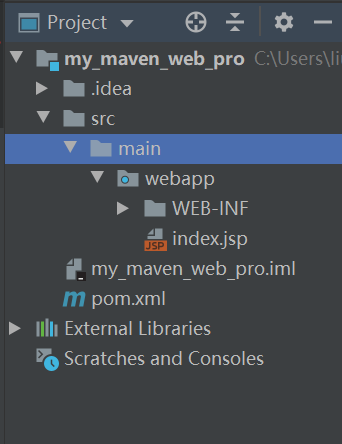 Project
my_maven_web_pro C:\Users\li
.idea
src
main
webapp
WEB-INF
index.jsp
my_maven_web_pro.iml
pom.xml
External Libraries
Scratches and Consoles